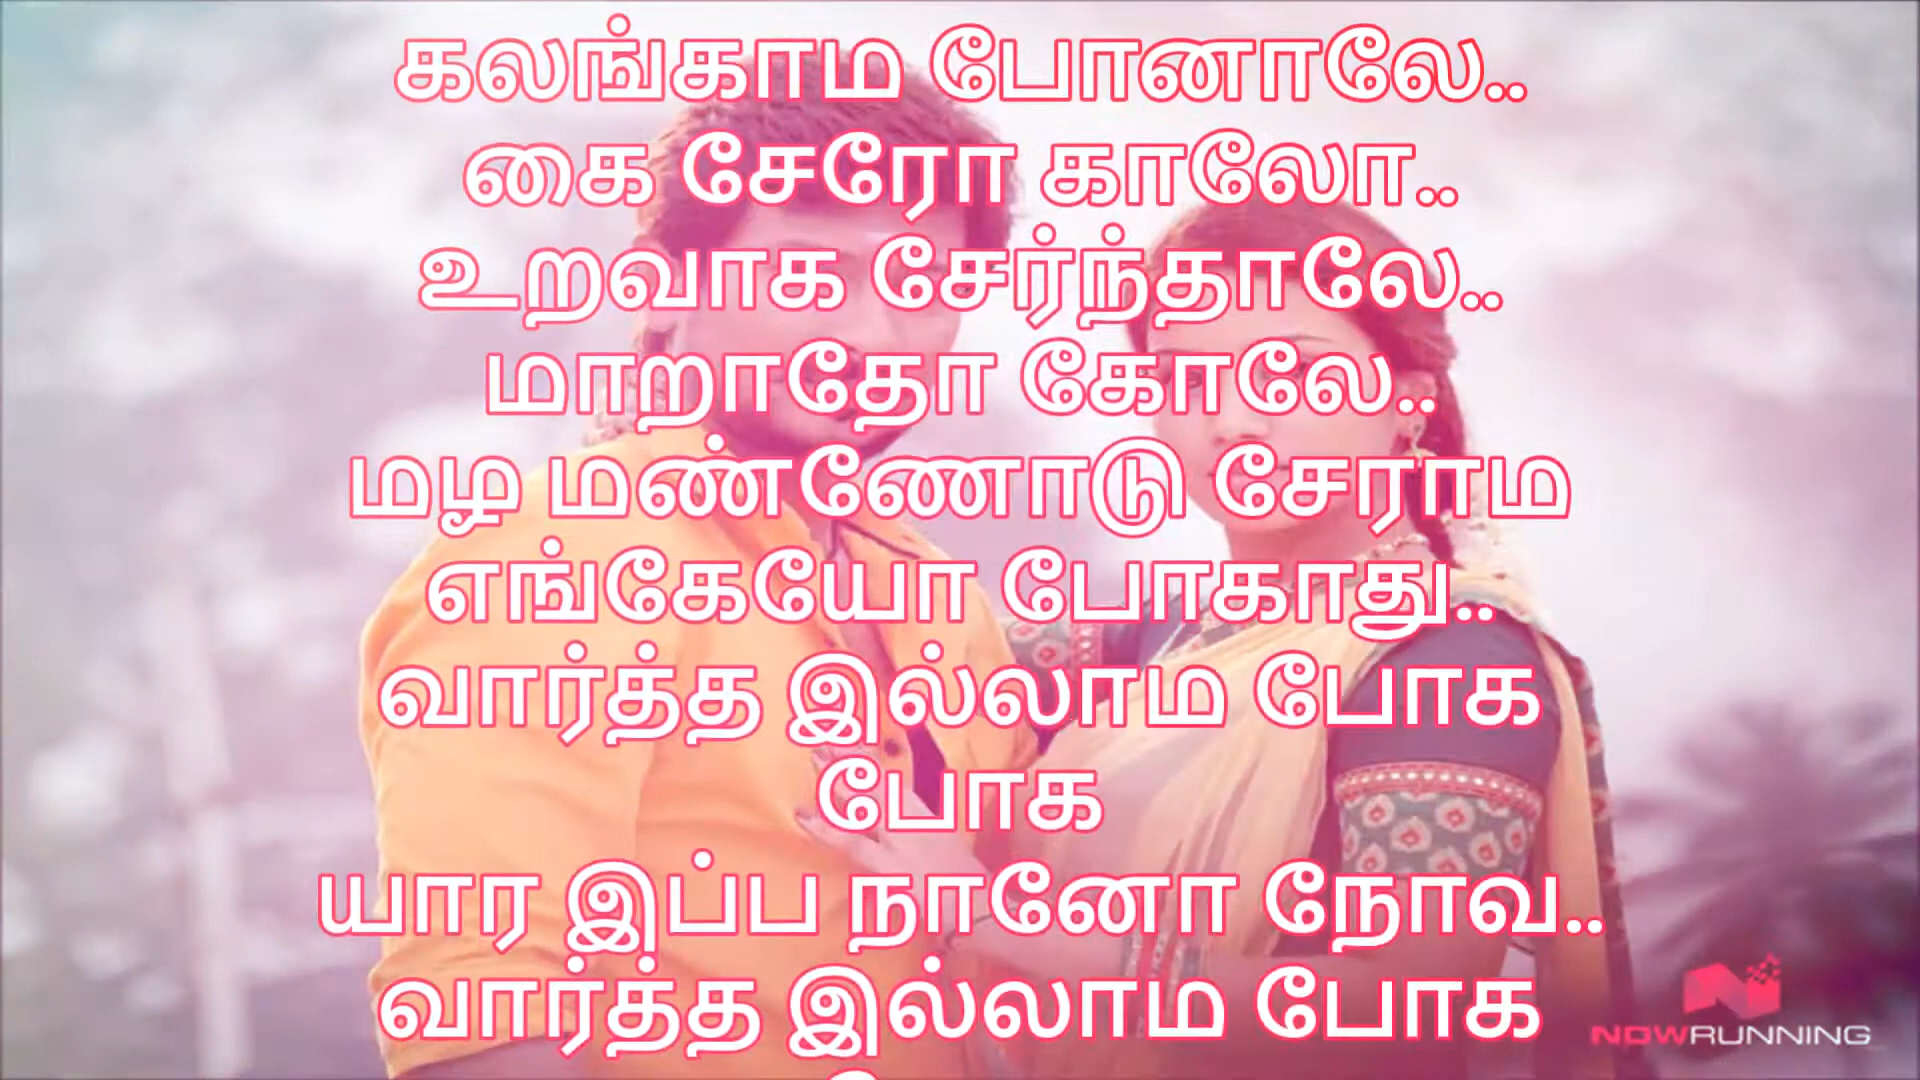 கலங்காம போனாலே..
கை சேரோ காலோ..
உறவாக சேர்ந்தாலே..
மாறாதோ கோலே..
மழ மண்ணோடு சேராம
எங்கேயோ போகாது..
வார்த்த இல்லாம போக
போக
யார இப்ப நானோ நோவ..
வார்த்த இல்லாம போக
NOWRUNNING